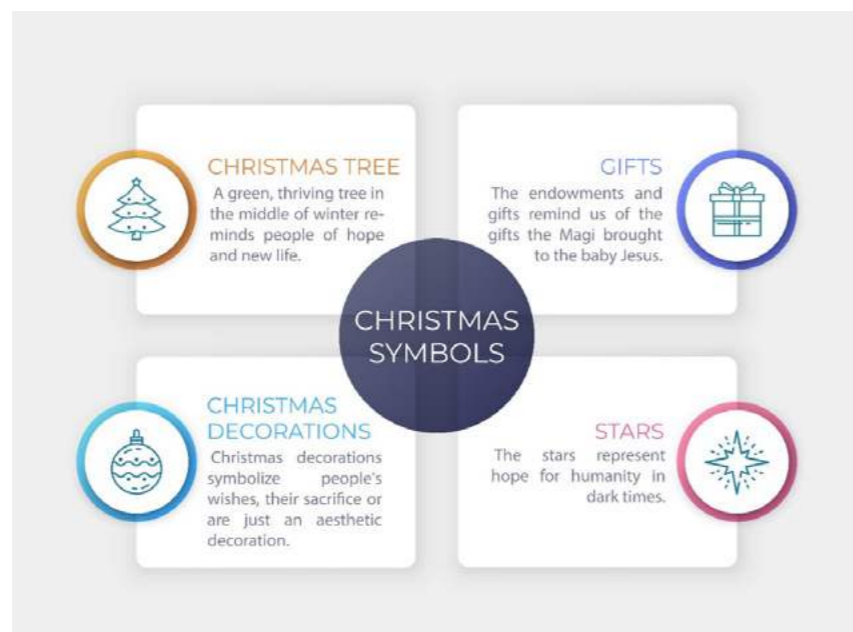 CHRISTMAS TREE
A green, thriving tree in
the middle of winter re-
minds people of hope
and new life.
GIFTS
The endowments and
gifts remind us of the
gifts the Magi brought
to the baby Jesus.
CHRISTMAS
SYMBOLS
CHRISTMAS
DECORATIONS
Christmas decorations
symbolize people's
wishes, their sacrifice or
are just an aesthetic
decoration.
STARS
The stars represent
hope for humanity in
dark times.